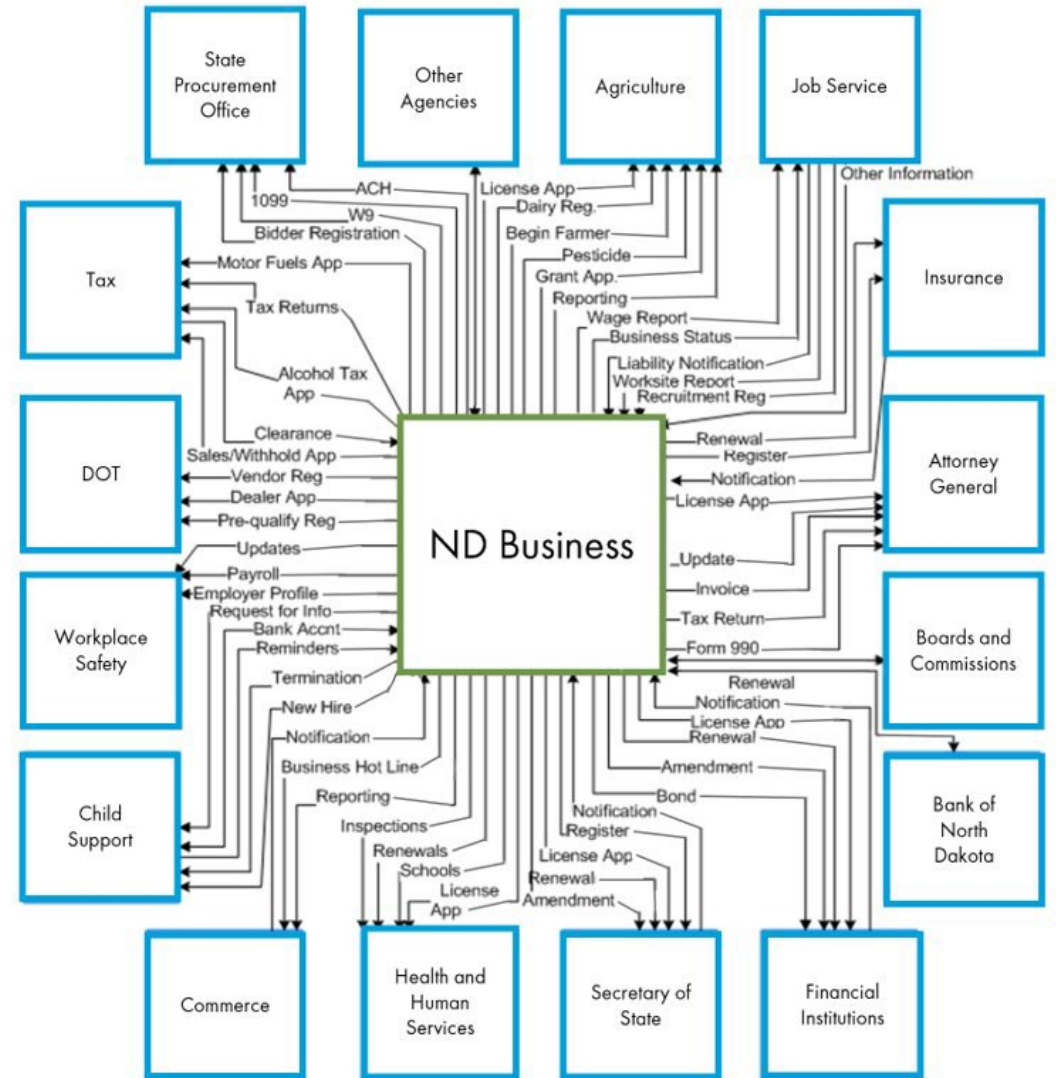 State
Procurement
Office
Other
Agencies
Agriculture
Job Service
Other Information
ACH
License App
1099
Dairy Reg.
W9
Bidder Registration
Begin Farmer
Motor Fuels App
Pesticide
Tax
Grant App.
Insurance
Tax Returns
Reporting
Wage Report
Business Status
Liability Notification
Alcohol Tax
App
Worksite Report
Recruitment Reg
Clearance
Renewal
Sales/Withhold App
Register
DOT
Vendor Reg
Notification
Attorney
General
Dealer App
License App
Pre-qualify Reg
ND Business
Updates
Update
Payroll
Employer Profile
Invoice
Request for Info
Tax Return
Workplace
Safety
Bank Accnt
Reminders
Form 990
Boards and
Commissions
Termination
Renewal
New Hire
Notification
License App
Notification
Renewal
Business Hot Line
Amendment
Reporting
Bond
Child
Support
Notification
Bank of
North
Dakota
Inspections
Register
Renewals
License App
Schools
Renewal
License
App
Amendment
Commerce
Health and
Human
Services
Secretary of
State
Financial
Institutions